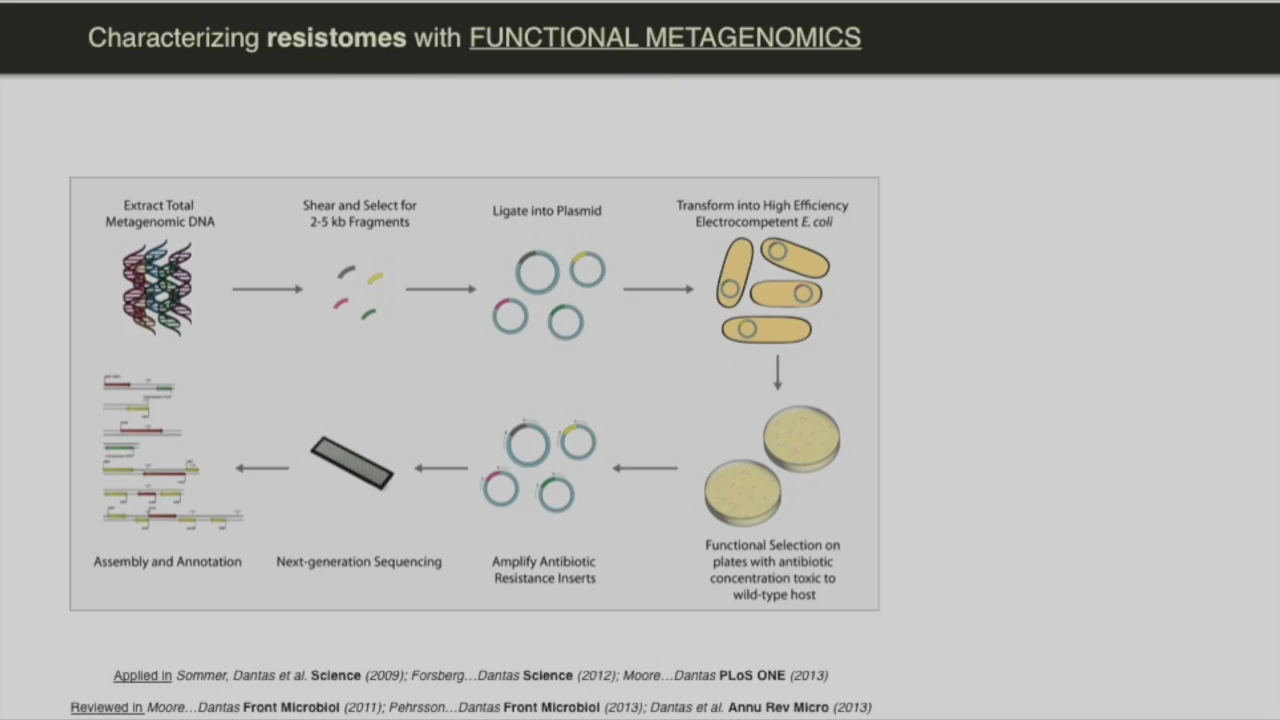 Characterizing resistomes with FUNCTIONAL METAGENOMICS
Extract Total
Metagenomic DNA
Shear and Select for
2-5 kb Fragments
Ligate into Plasmid
Transform into High Efficiency
Electrocompetent E. coli
Assembly and Annotation
Next-generation Sequencing
Amplify Antibiotic
Resistance Inserts
Functional Selection on
plates with antibiotic
concentration toxic to
wild-type host
Applied in Sommer, Dantas et al. Science (2009); Forsberg...Dantas Science (2012); Moore...Dantas PLoS ONE (2013)
Reviewed in Moore...Dantas Front Microbiol (2011); Pehrsson...Dantas Front Microbiol (2013); Dantas et al. Annu Rev Micro (2013)